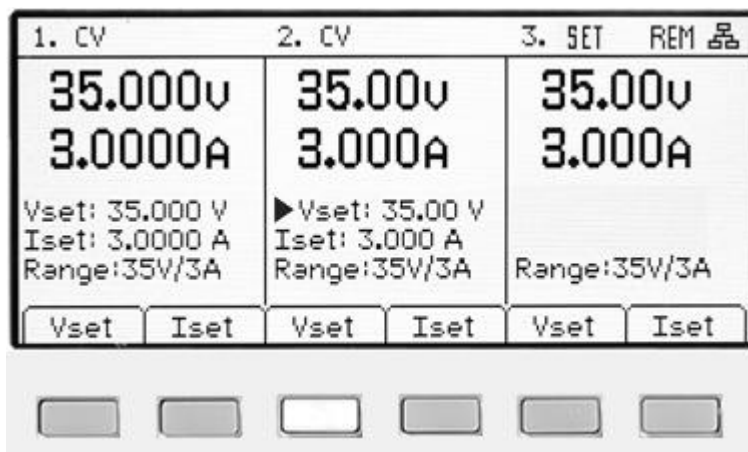 1. CV 2. CV 3. SET REM
35.000v 35.00v 35.00v
3.0000A 3.000A 3.000A
Vset: 35.000 V ▶Vset: 35.00 V
Iset: 3.0000 A Iset: 3.000 A
Range:35V/3A Range:35V/3A Range:35V/3A
Vset Iset Vset Iset Vset Iset